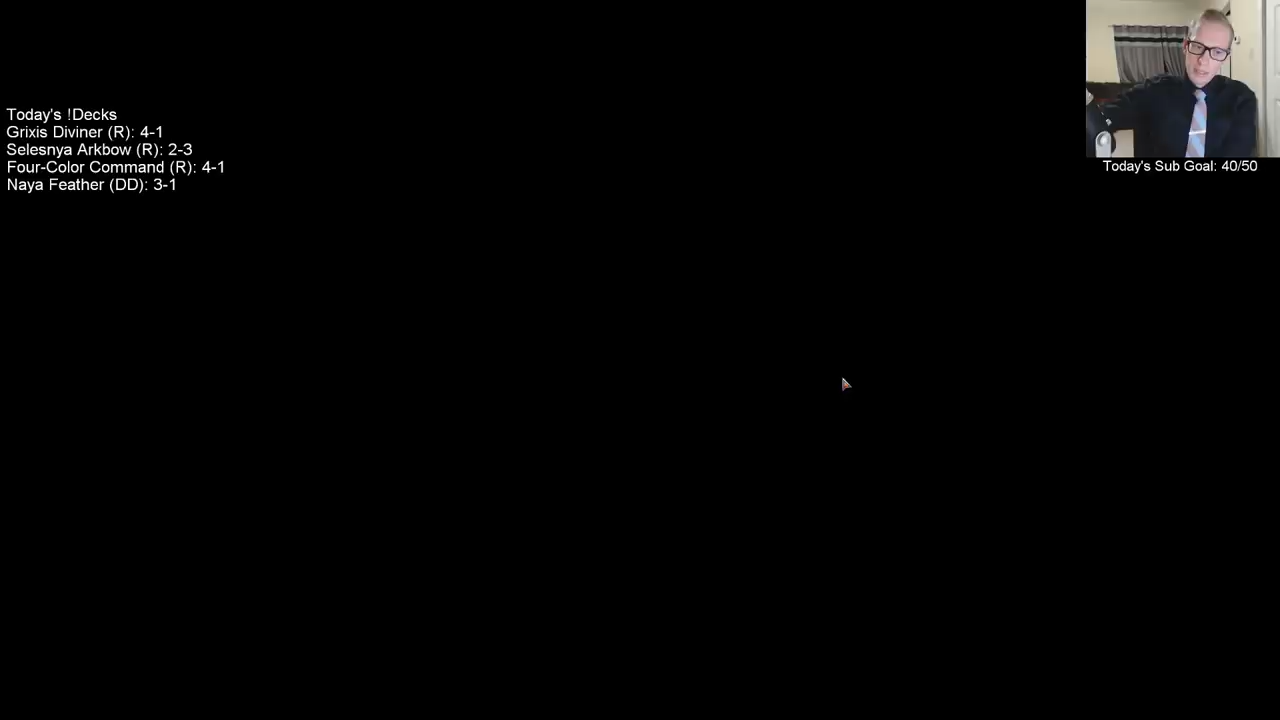 Today's !Decks
Grixis Diviner (R): 4-1
Selesnya Arkbow (R): 2-3
Four-Color Command (R): 4-1
Naya Feather (DD): 3-1
Today's Sub Goal: 40/50